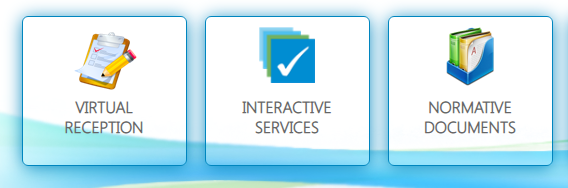 VIRTUAL
RECEPTION
INTERACTIVE
SERVICES
NORMATIVE
DOCUMENTS